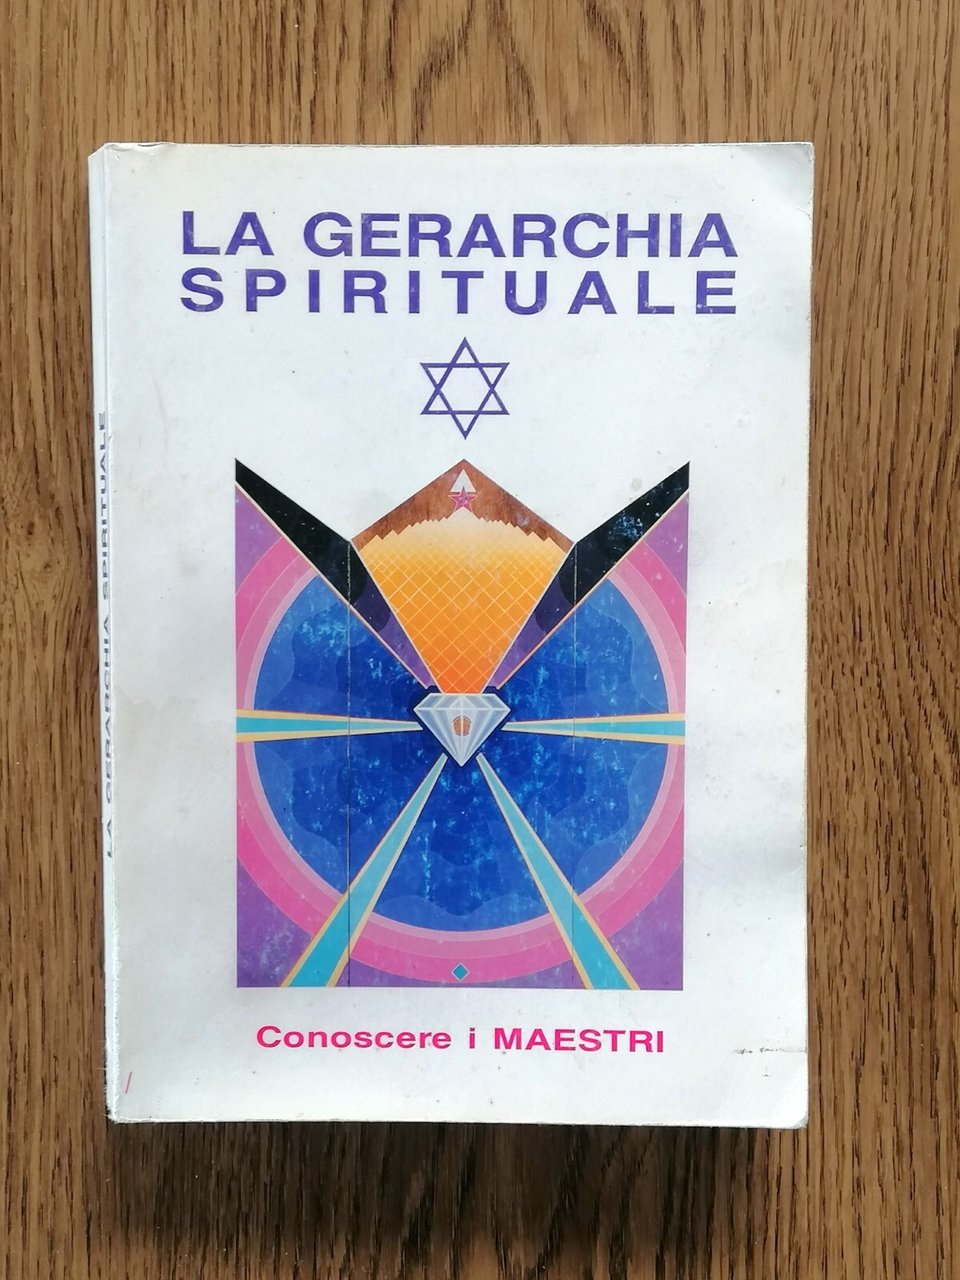 LA GERARCHIA
SPIRITUALE
Conoscere i MAESTRI
LA GERARCHIA SPIRITUALE